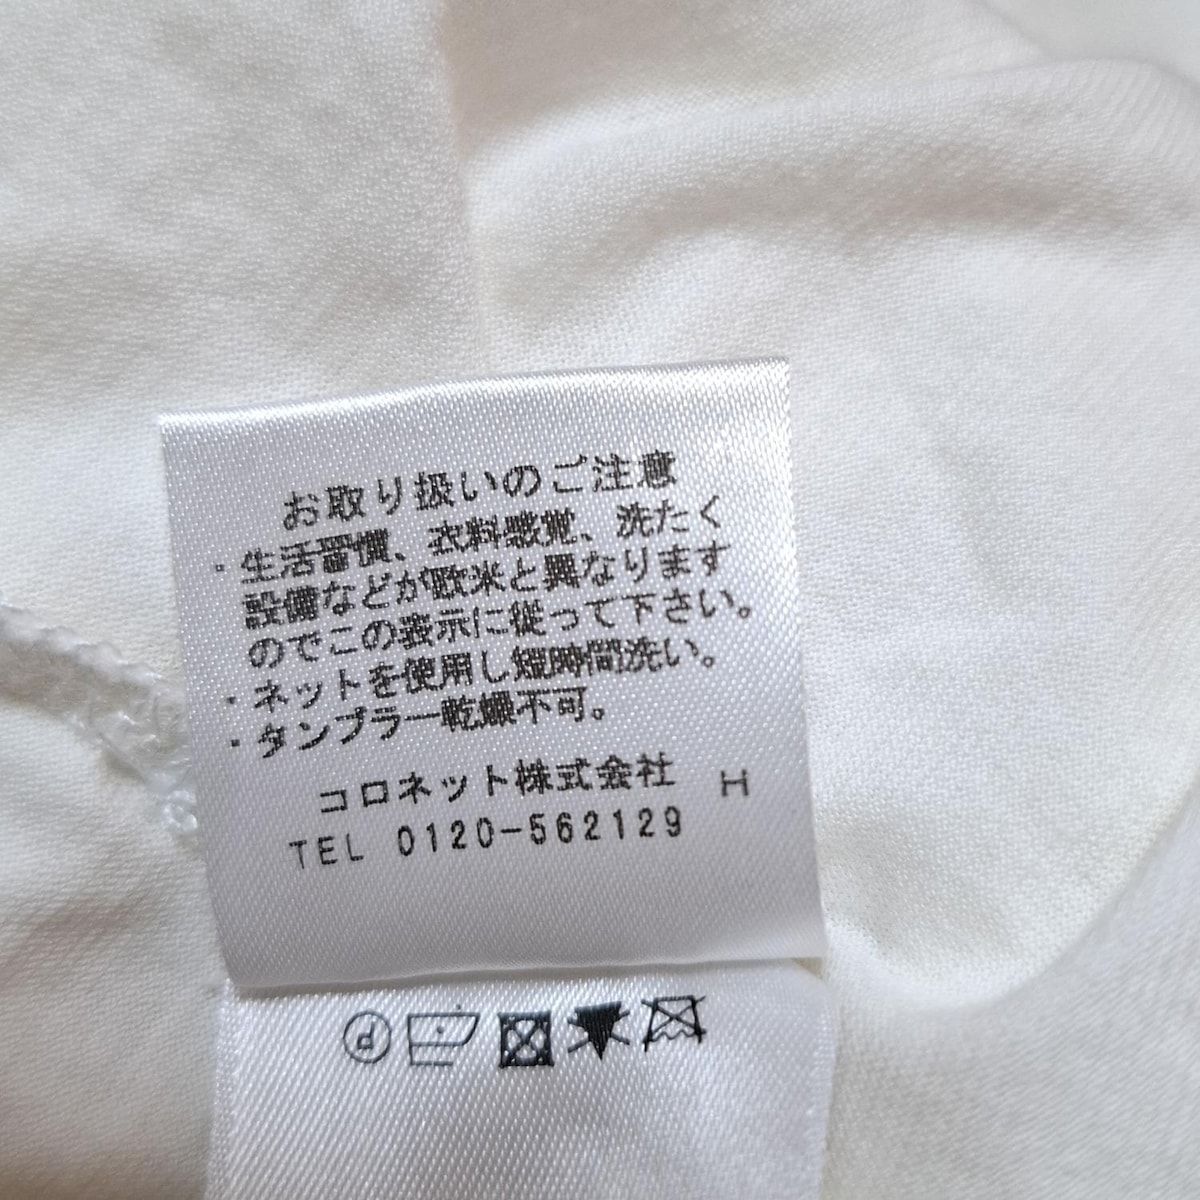 お取り扱いのご注意
・生活習慣、衣料感覚、洗たく
設備などが欧米と異なります
のでこの表示に従って下さい。
・ネットを使用し短時間洗い。
・タンブラー乾燥不可。
コロネット株式会社 H
TEL 0120-562129
P